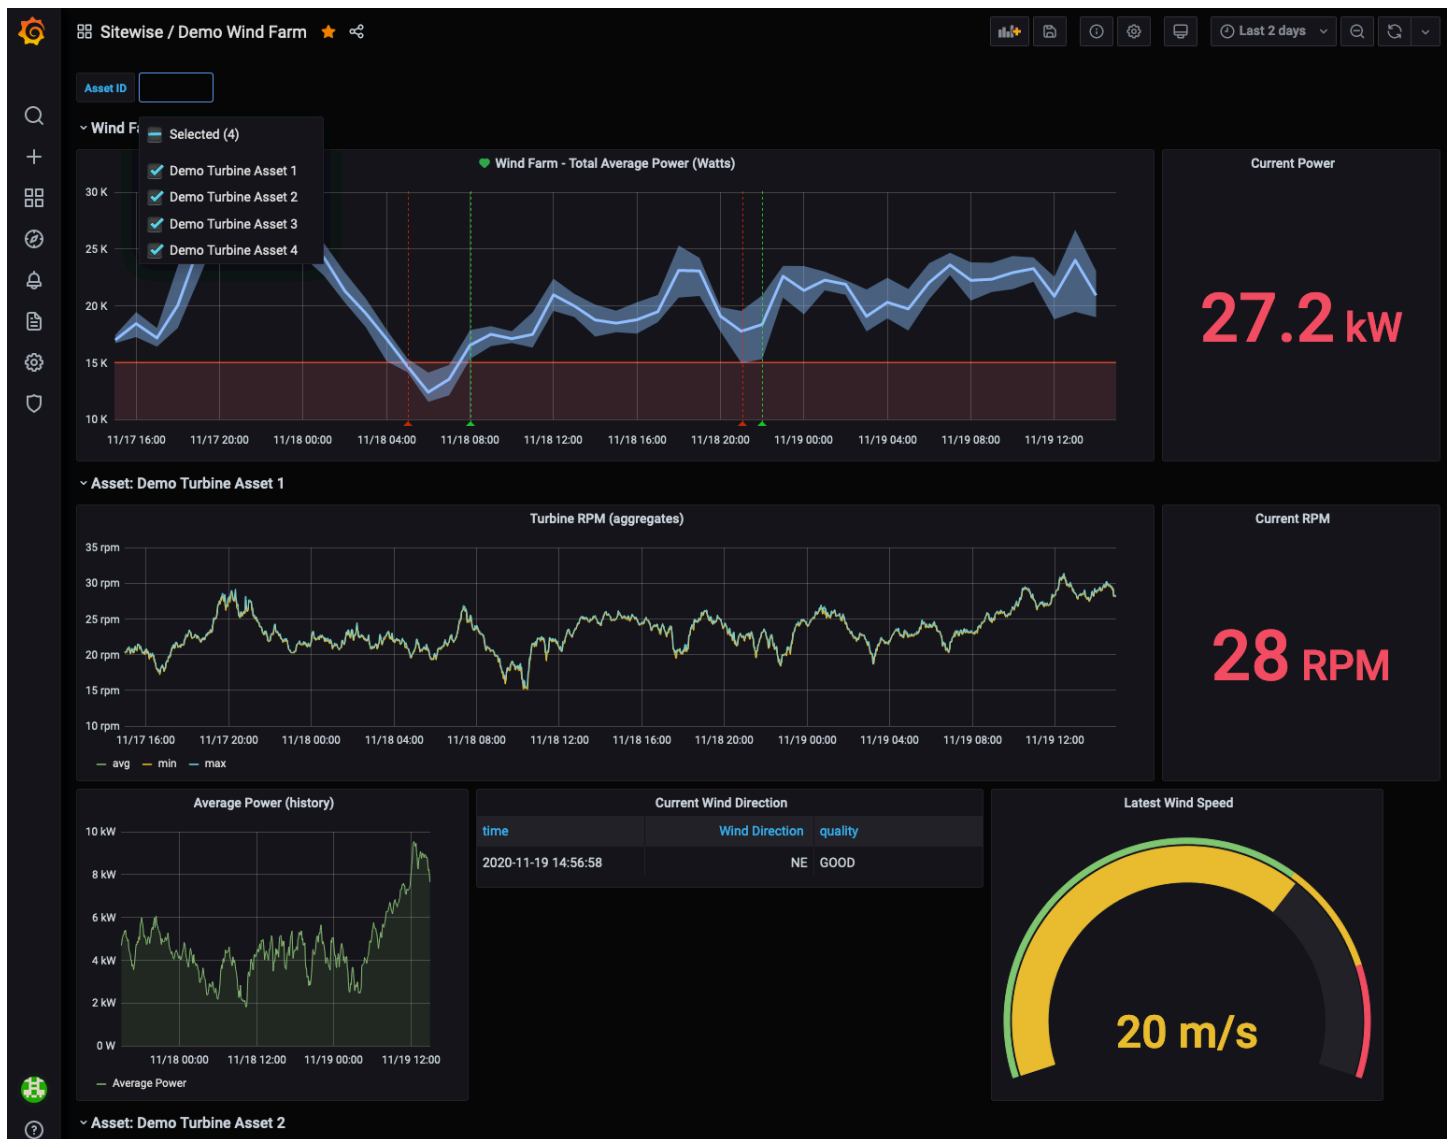 Sitewise / Demo Wind Farm
Last 2 days
Asset ID
Wind Fa
Selected (4)
Demo Turbine Asset 1
Demo Turbine Asset 2
Demo Turbine Asset 3
Demo Turbine Asset 4
Wind Farm - Total Average Power (Watts)
30 K
25 K
20 K
15 K
10 K
11/17 16:00 11/17 20:00 11/18 00:00 11/18 04:00 11/18 08:00 11/18 12:00 11/18 16:00 11/18 20:00 11/19 00:00 11/19 04:00 11/19 08:00 11/19 12:00
Current Power
27.2 kW
Asset: Demo Turbine Asset 1
Turbine RPM (aggregates)
35 rpm
30 rpm
25 rpm
20 rpm
15 rpm
10 rpm
11/17 16:00 11/17 20:00 11/18 00:00 11/18 04:00 11/18 08:00 11/18 12:00 11/18 16:00 11/18 20:00 11/19 00:00 11/19 04:00 11/19 08:00 11/19 12:00
avg min max
Current RPM
28 RPM
Average Power (history)
10 kW
8 kW
6 kW
4 kW
2 kW
0 W
11/18 00:00 11/18 12:00 11/19 00:00 11/19 12:00
Average Power
Current Wind Direction
time Wind Direction quality
2020-11-19 14:56:58 NE GOOD
Latest Wind Speed
20 m/s
Asset: Demo Turbine Asset 2